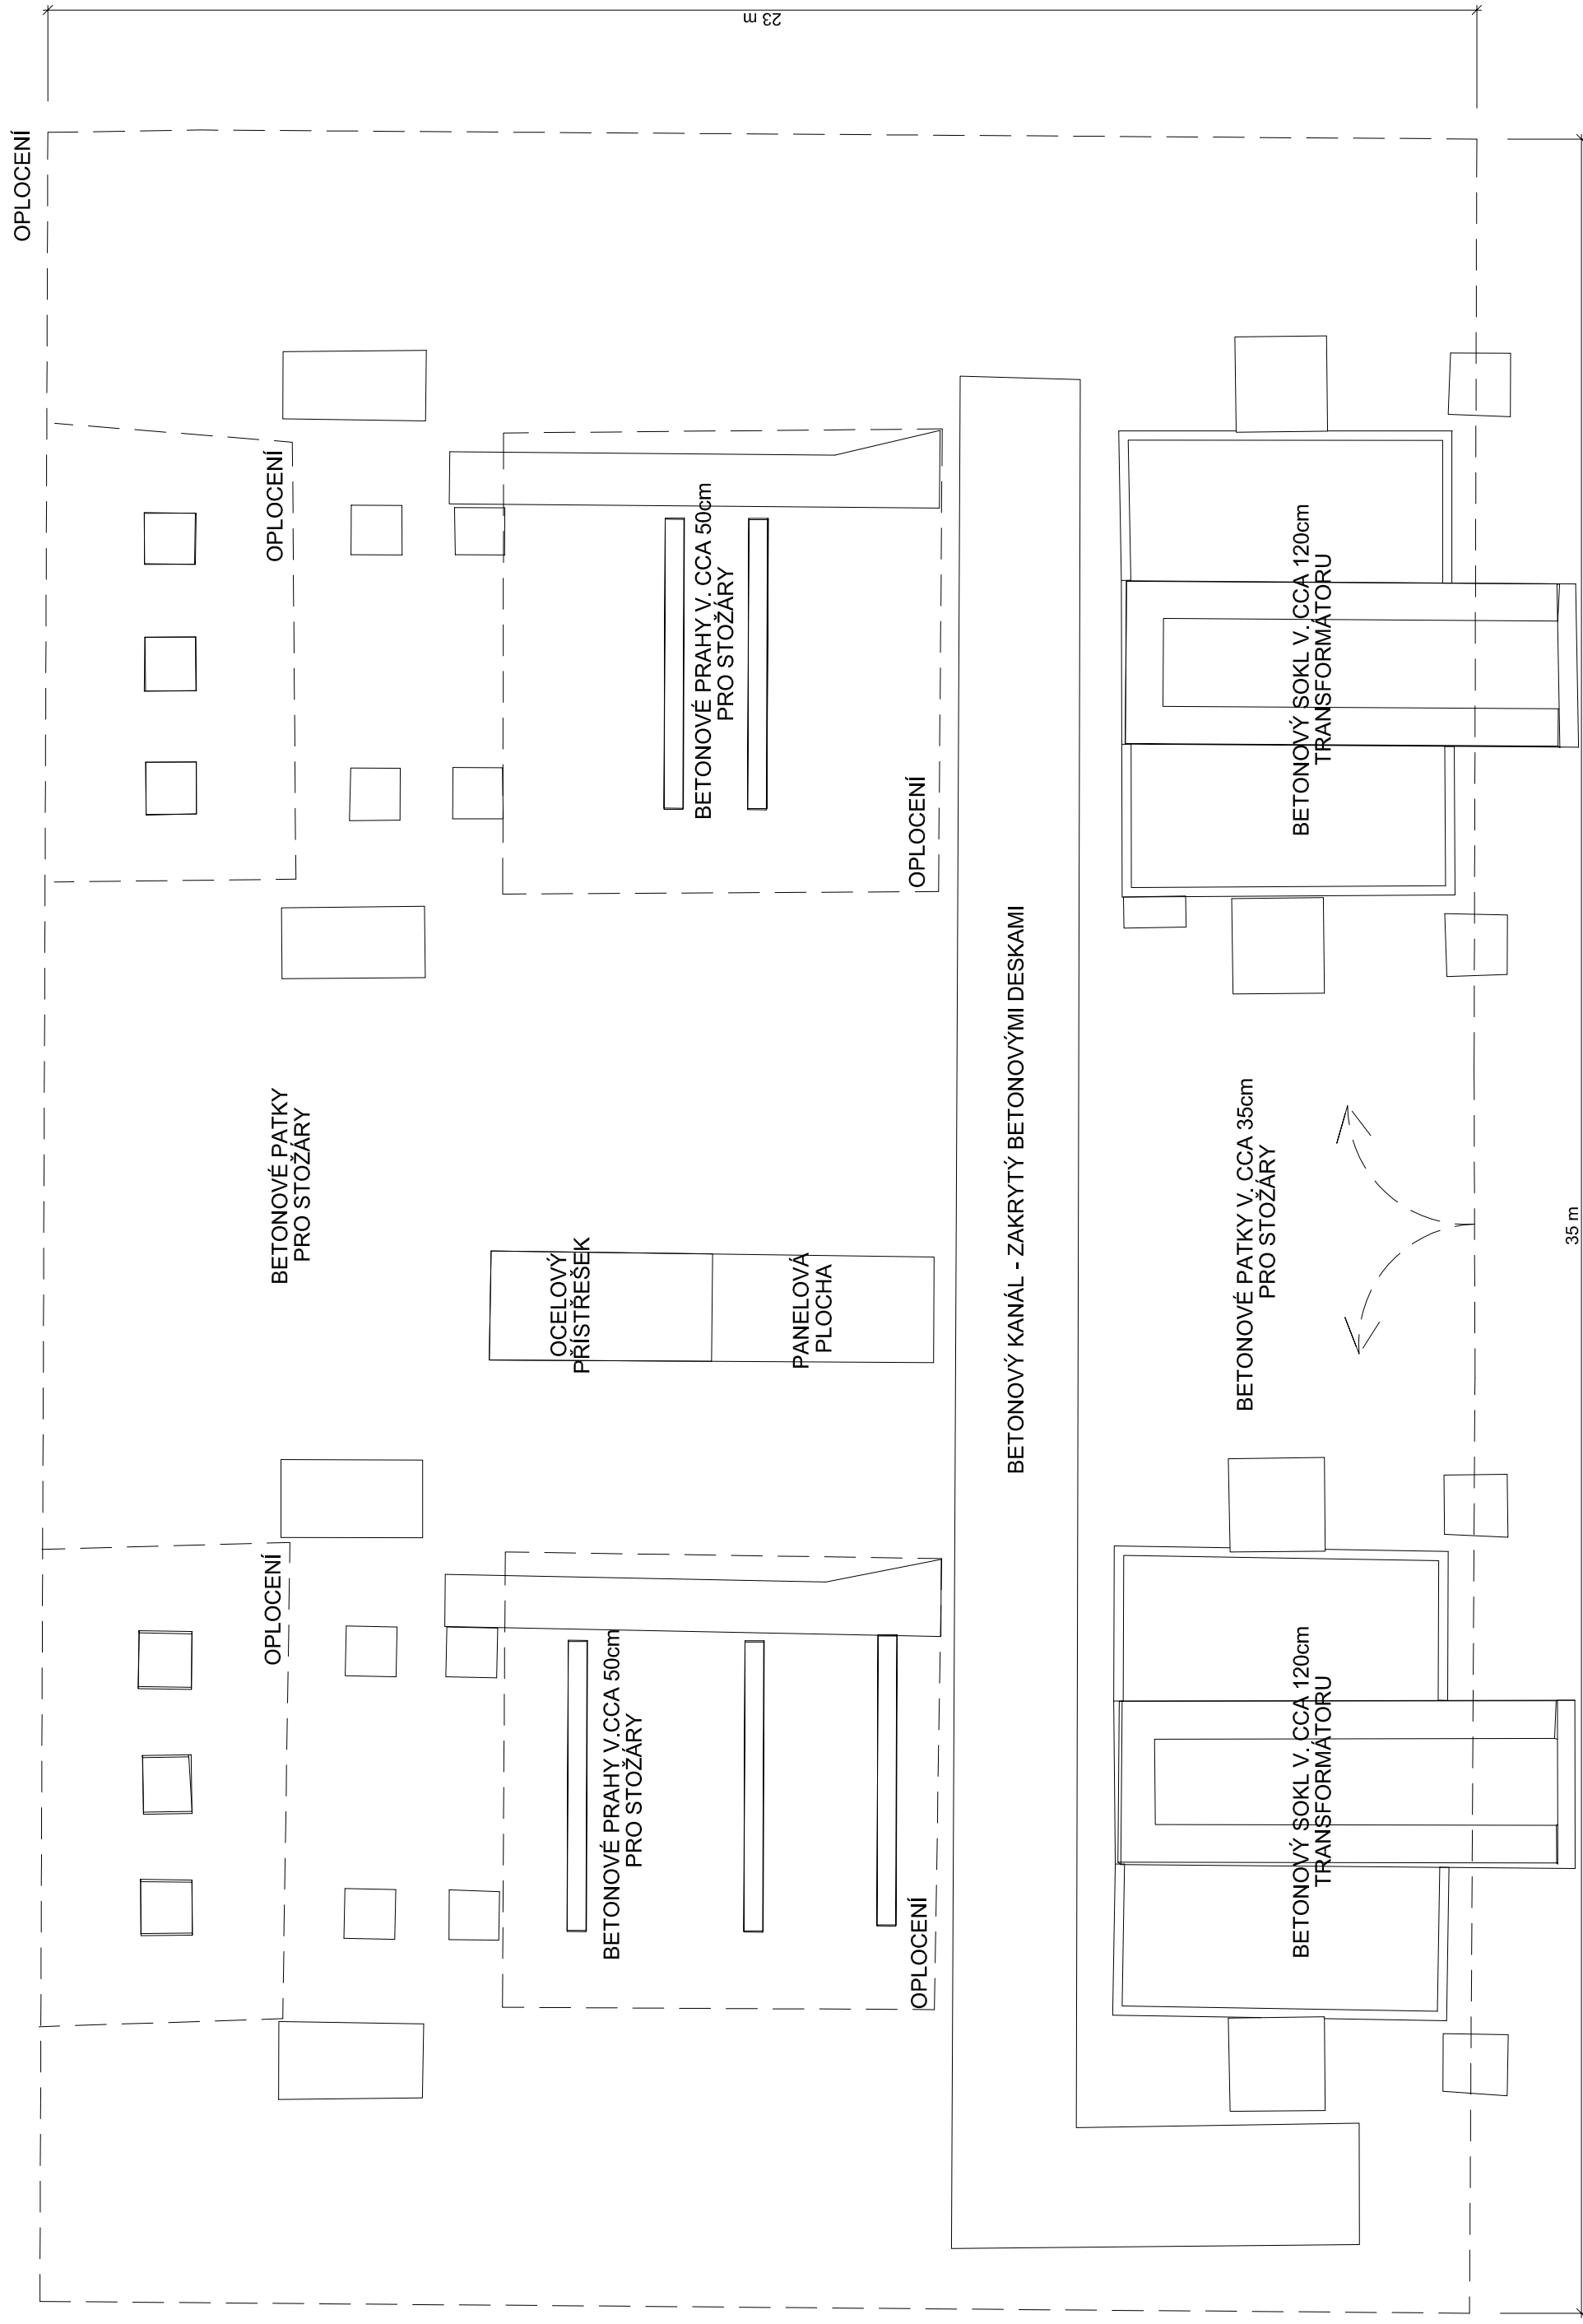 23 m
OPLOCENÍ
OPLOCENÍ
BETONOVÉ PRAHY V. CCA 50cm
PRO STOŽÁRY
OPLOCENÍ
BETONOVÝ SOKL V. CCA 120cm
TRANSFORMÁTORU
BETONOVÉ PATKY
PRO STOŽÁRY
OCELOVÝ
PŘÍSTŘEŠEK
PANELOVÁ
PLOCHA
BETONOVÝ KANÁL - ZAKRYTÝ BETONOVÝMI DESKAMI
BETONOVÉ PATKY V. CCA 35cm
PRO STOŽÁRY
35 m
OPLOCENÍ
BETONOVÉ PRAHY V.CCA 50cm
PRO STOŽÁRY
OPLOCENÍ
BETONOVÝ SOKL V. CCA 120cm
TRANSFORMÁTORU